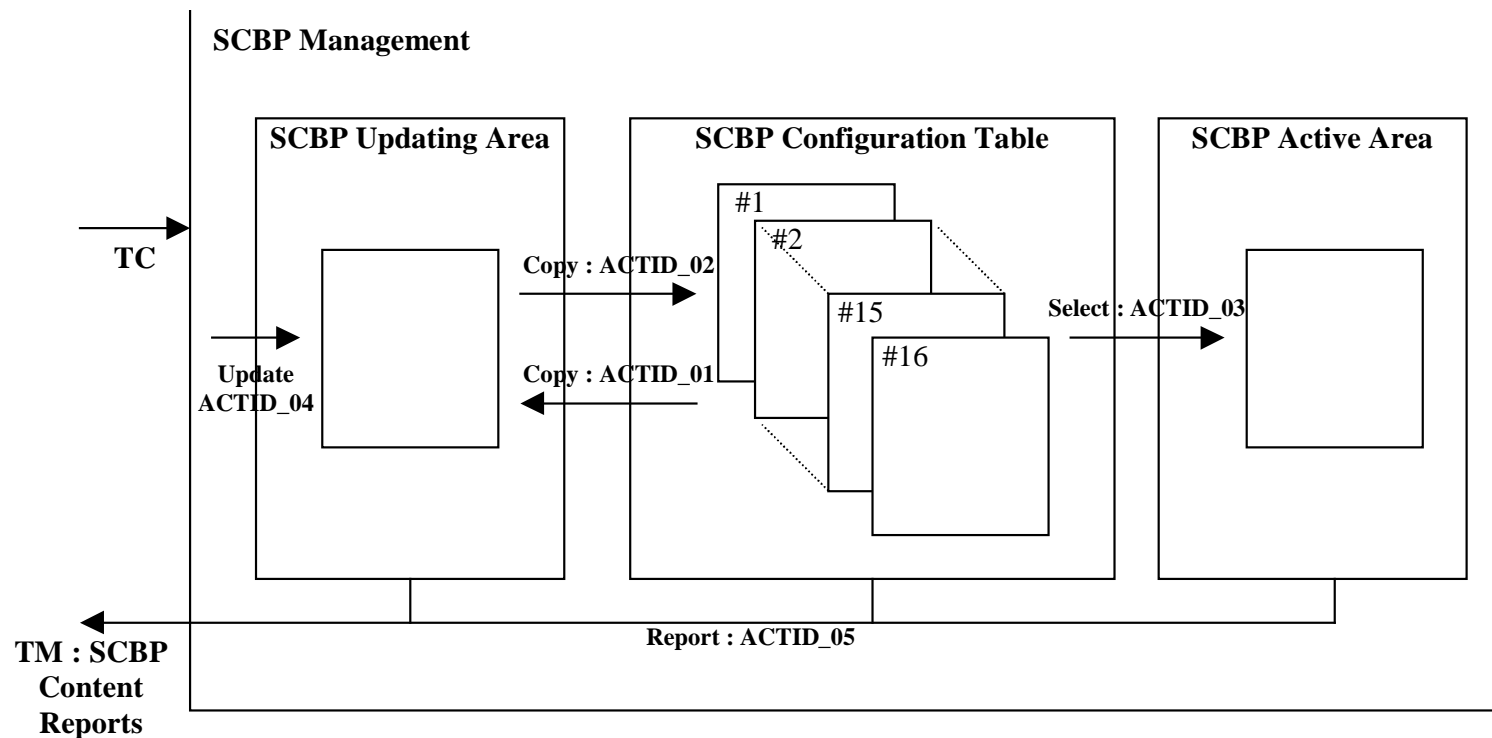 SCBP Management
SCBP Updating Area
SCBP Configuration Table
SCBP Active Area
#1
#2
#15
#16
TC
Copy : ACTID_02
Select : ACTID_03
Update
ACTID_04
Copy : ACTID_01
Report : ACTID_05
TM : SCBP
Content
Reports